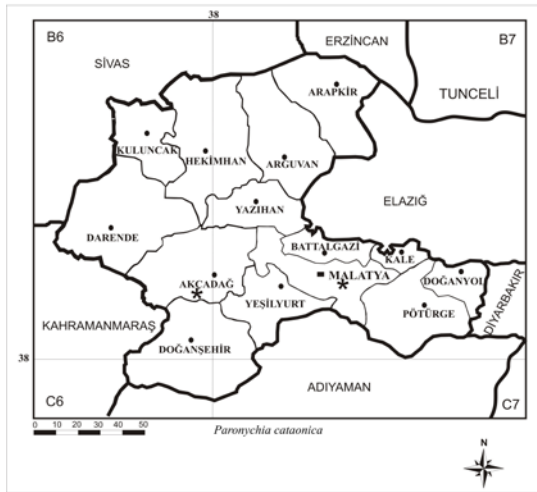 38
B6
B7
ERZİNCAN
SİVAS
ARAPKİR
TUNCELİ
KULUNCAK
HEKİMHAN
ARGUVAN
ELAZIĞ
YAZIHAN
DARENDE
BATTALGAZİ
KALE
AKÇADAĞ
MALATYA
DOĞANYOL
YEŞİLYURT
PÖTÜRGE
DİYARBAKIR
KAHRAMANMARAŞ
DOĞANŞEHİR
38
ADIYAMAN
C6
C7
0 10 20 30 40 50
Paronychia cataonica
N